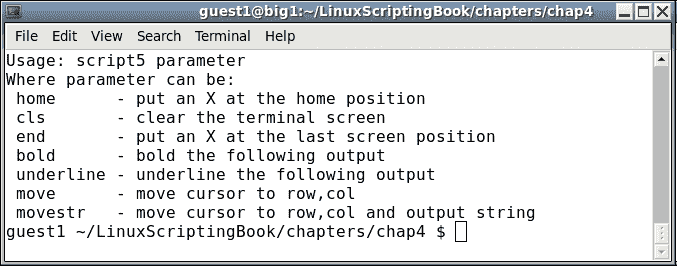 guest1@big1:~/LinuxScriptingBook/chapters/chap4
File Edit View Search Terminal Help
Usage: script5 parameter
Where parameter can be:
 home      - put an X at the home position
 cls       - clear the terminal screen
 end       - put an X at the last screen position
 bold      - bold the following output
 underline - underline the following output
 move      - move cursor to row,col
 movestr   - move cursor to row,col and output string
guest1 ~/LinuxScriptingBook/chapters/chap4 $